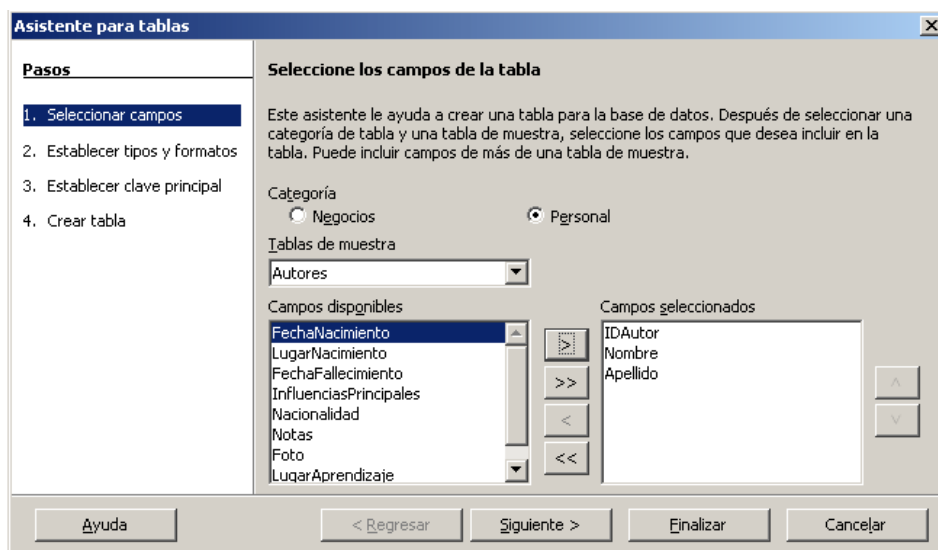 Asistente para tablas
Pasos
1. Seleccionar campos
2. Establecer tipos y formatos
3. Establecer clave principal
4. Crear tabla
Seleccione los campos de la tabla
Este asistente le ayuda a crear una tabla para la base de datos. Después de seleccionar una
categoría de tabla y una tabla de muestra, seleccione los campos que desea incluir en la
tabla. Puede incluir campos de más de una tabla de muestra.
Categoría
Negocios
Personal
Tablas de muestra
Autores
Campos disponibles
FechaNacimiento
LugarNacimiento
FechaFallecimiento
InfluenciasPrincipales
Nacionalidad
Notas
Foto
LugarAprendizaje
>
>>
<
<<
Campos seleccionados
IDAutor
Nombre
Apellido
Ayuda
< Regresar
Siguiente >
Finalizar
Cancelar